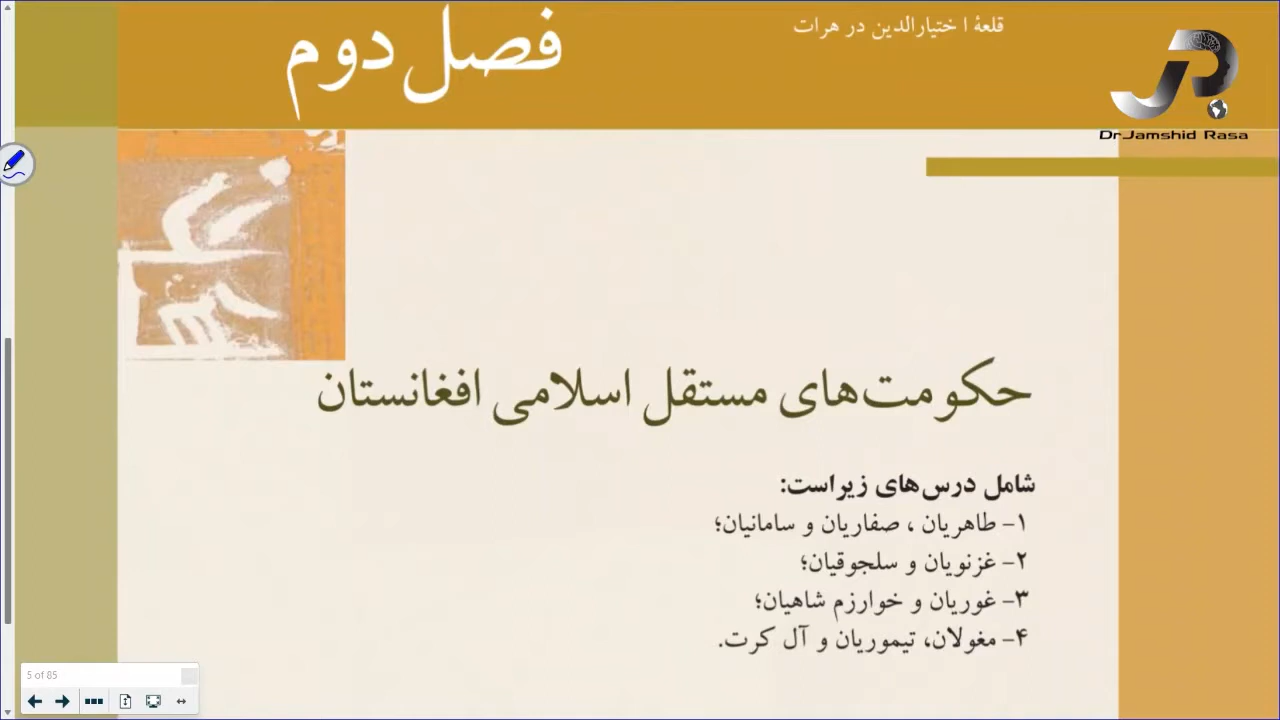 قلعهٔ ا ختیارالدین در هرات
فصل دوم
DrJamshid Rasa
حکومت‌های مستقل اسلامی افغانستان
شامل درس‌های زیراست:
۱- طاهریان ، صفاریان و سامانیان؛
۲- غزنویان و سلجوقیان؛
۳- غوریان و خوارزم شاهیان؛
۴- مغولان، تیموریان و آل کرت.
5 of 85